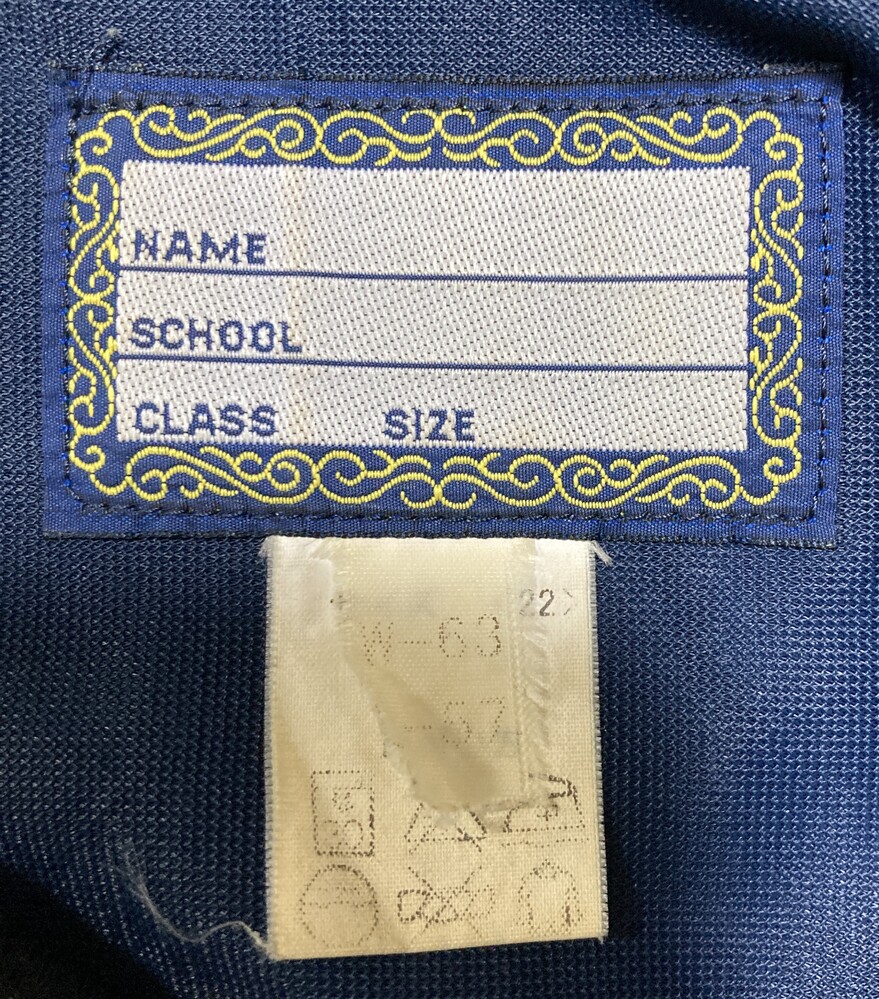 NAME
SCHOOL
CLASS SIZE
22>
W-63